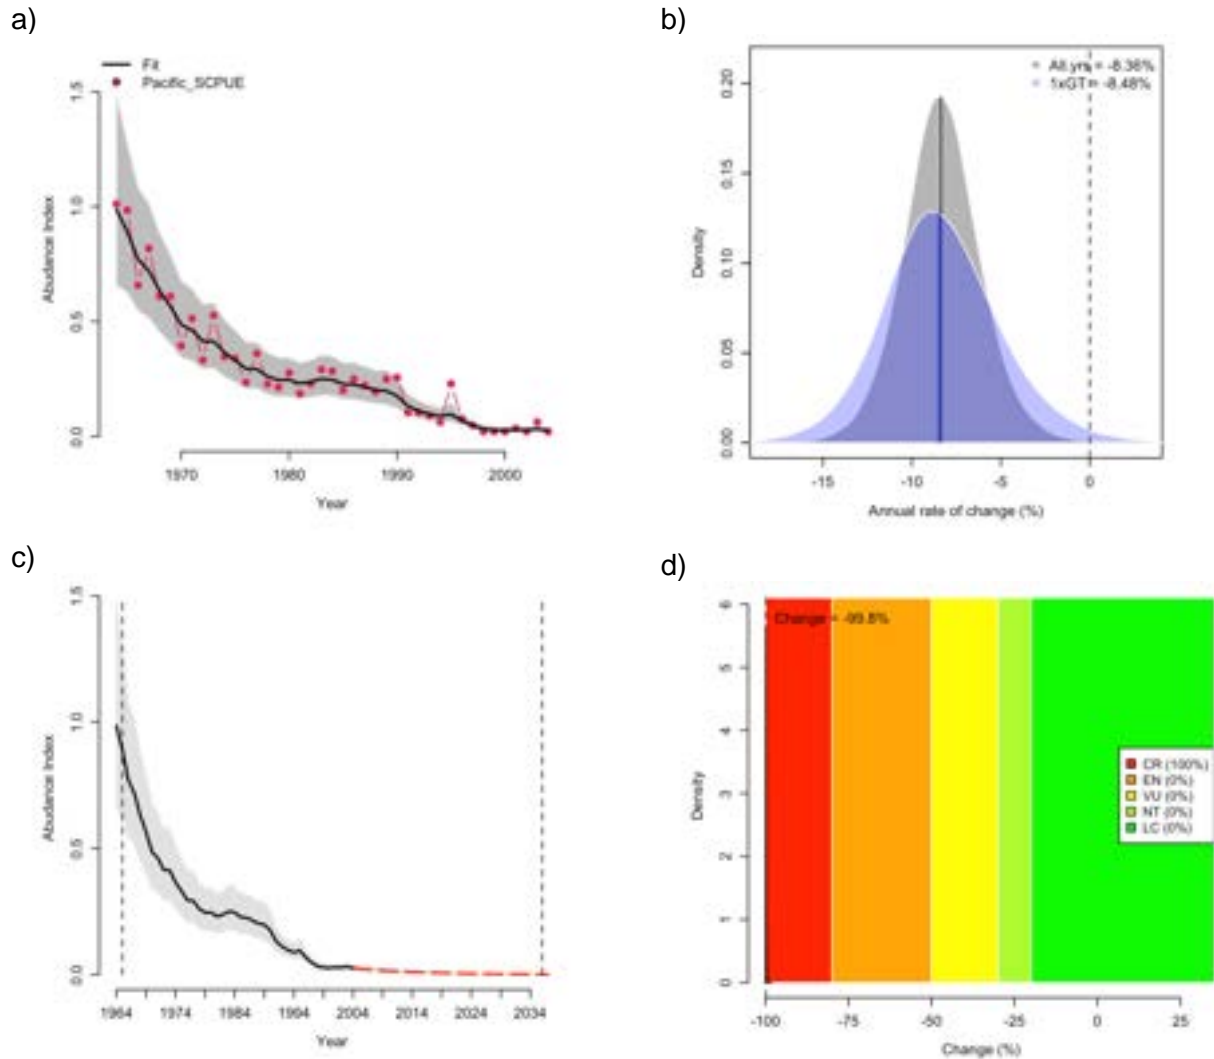 a)
Fit
Pacific_SCPUE
Abudance Index
0.0
0.5
1.0
1.5
1970
1980
1990
2000
Year
b)
All.yrs = -8.36%
1xGT = -8.48%
Density
0.00
0.05
0.10
0.15
0.20
-15
-10
-5
0
Annual rate of change (%)
c)
Abudance Index
0.0
0.5
1.0
1.5
1964
1974
1984
1994
2004
2014
2024
2034
Year
d)
Change = -99.8%
Density
0
1
2
3
4
5
6
CR (100%)
EN (0%)
VU (0%)
NT (0%)
LC (0%)
-100
-75
-50
-25
0
25
Change (%)